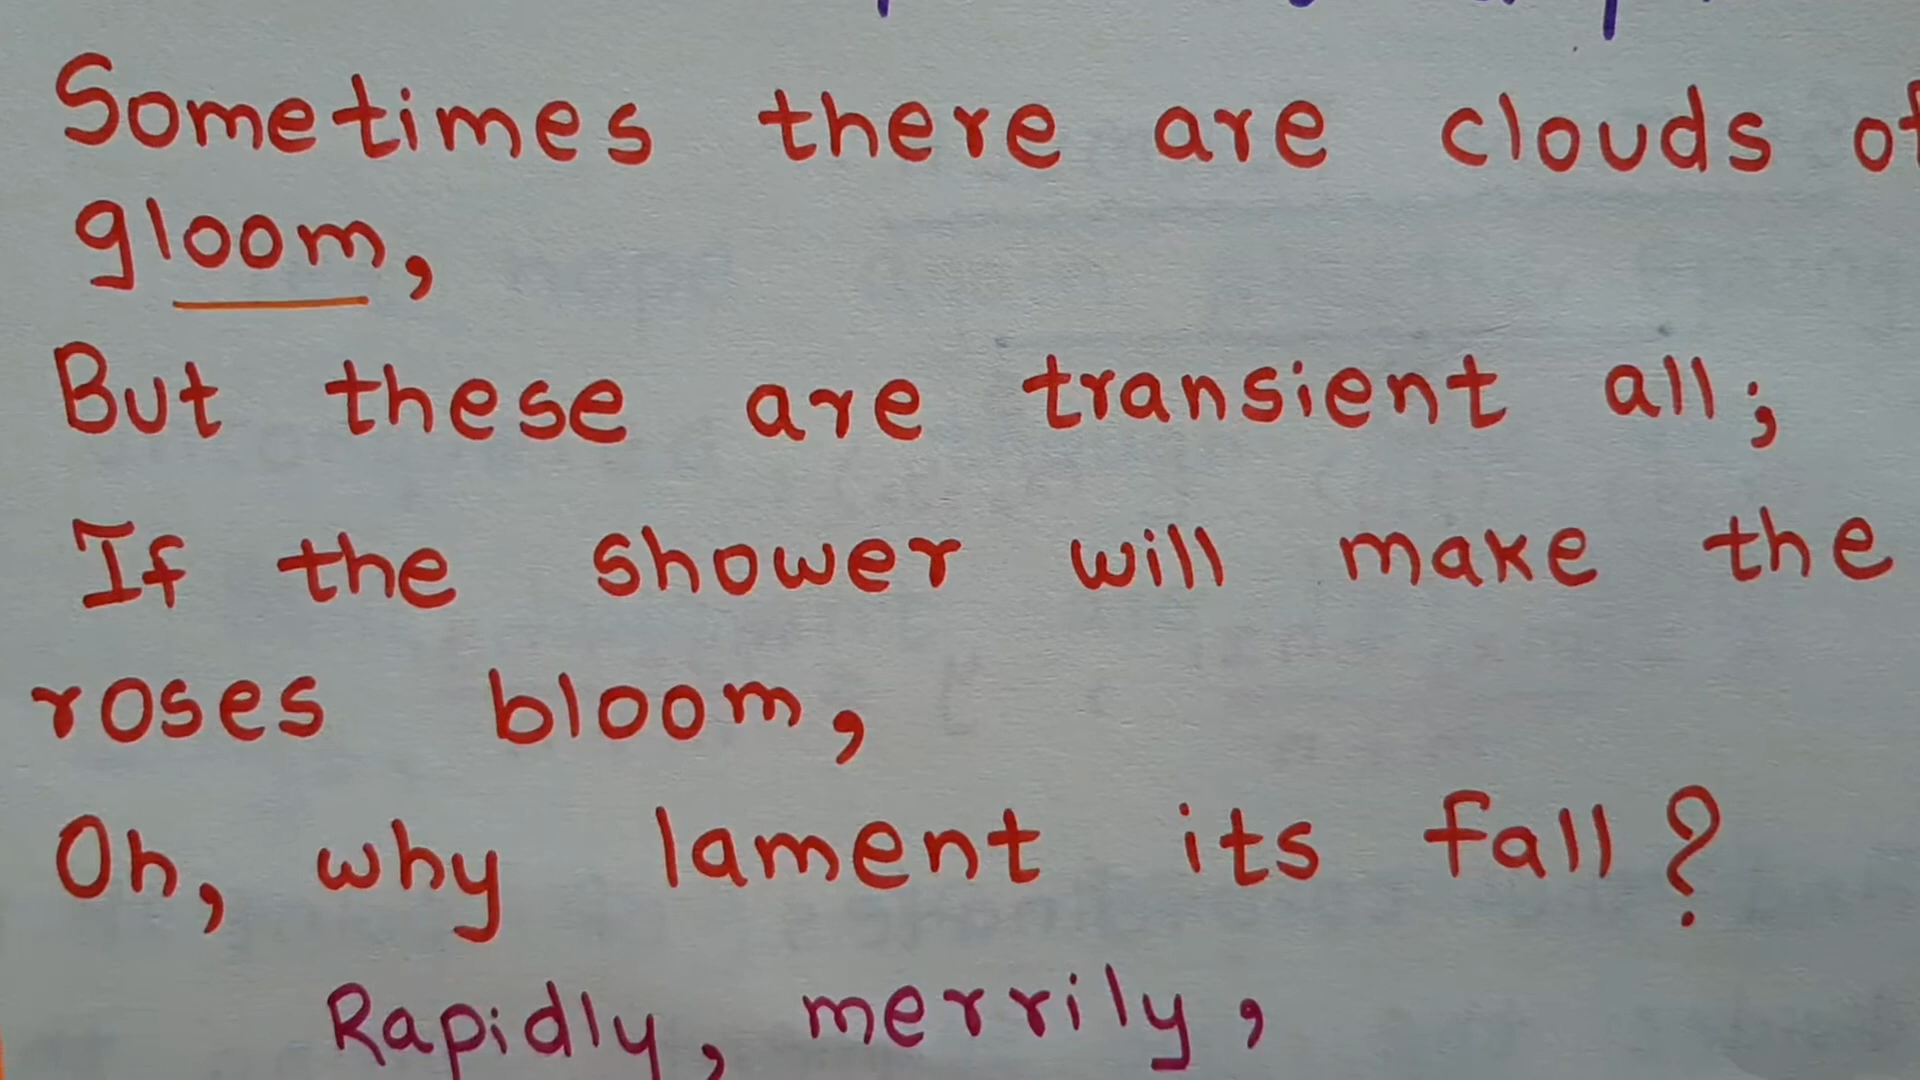 Sometimes there are clouds of
gloom,
But these are transient all;
If the shower will make the
roses bloom,
Oh, why lament its fall?
Rapidly, merrily,